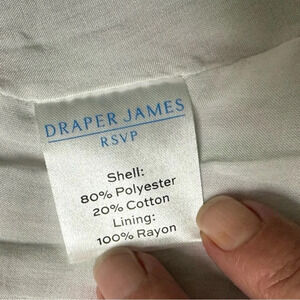 DRAPER JAMES
RSVP
Shell:
80% Polyester
20% Cotton
Lining:
100% Rayon